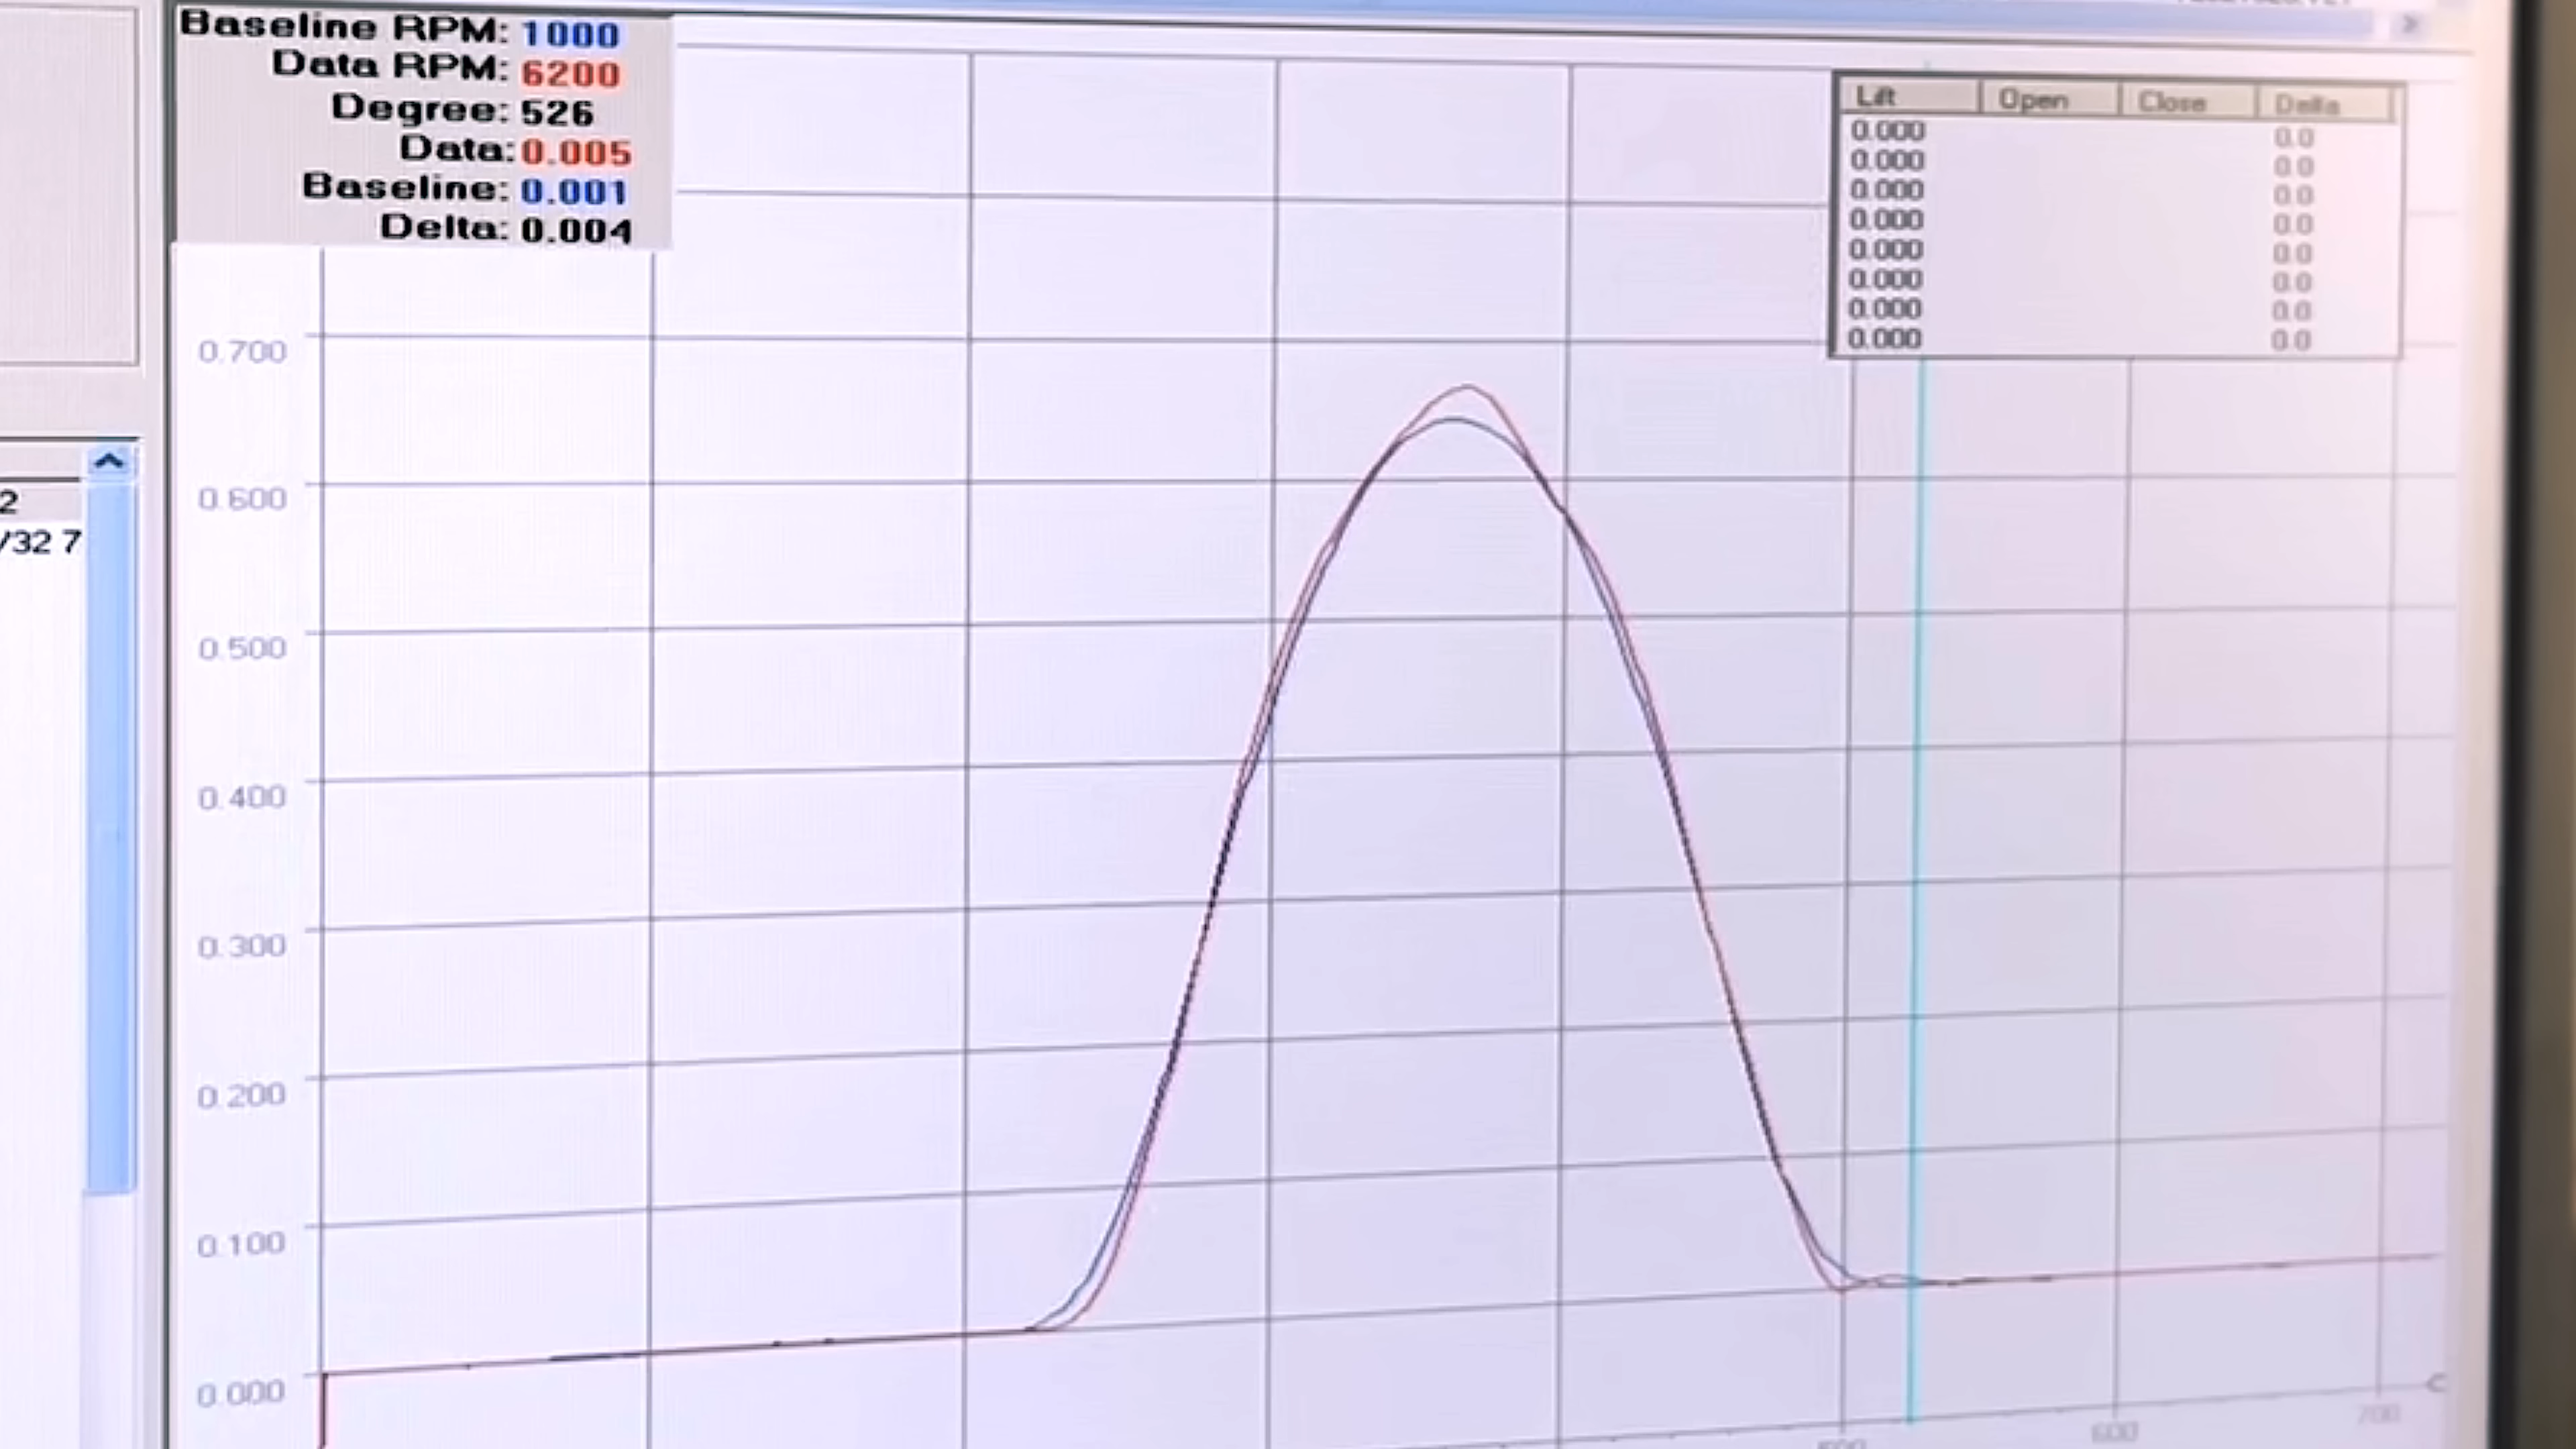 Baseline RPM: 1000
Data RPM: 6200
Degree: 526
Data: 0.005
Baseline: 0.001
Delta: 0.004
Lift Open Close Delta
0.000 0.0
0.000 0.0
0.000 0.0
0.000 0.0
0.000 0.0
0.000 0.0
0.000 0.0
0.000 0.0
0.700
0.600
0.500
0.400
0.300
0.200
0.100
0.000
2
/32 7
600
700